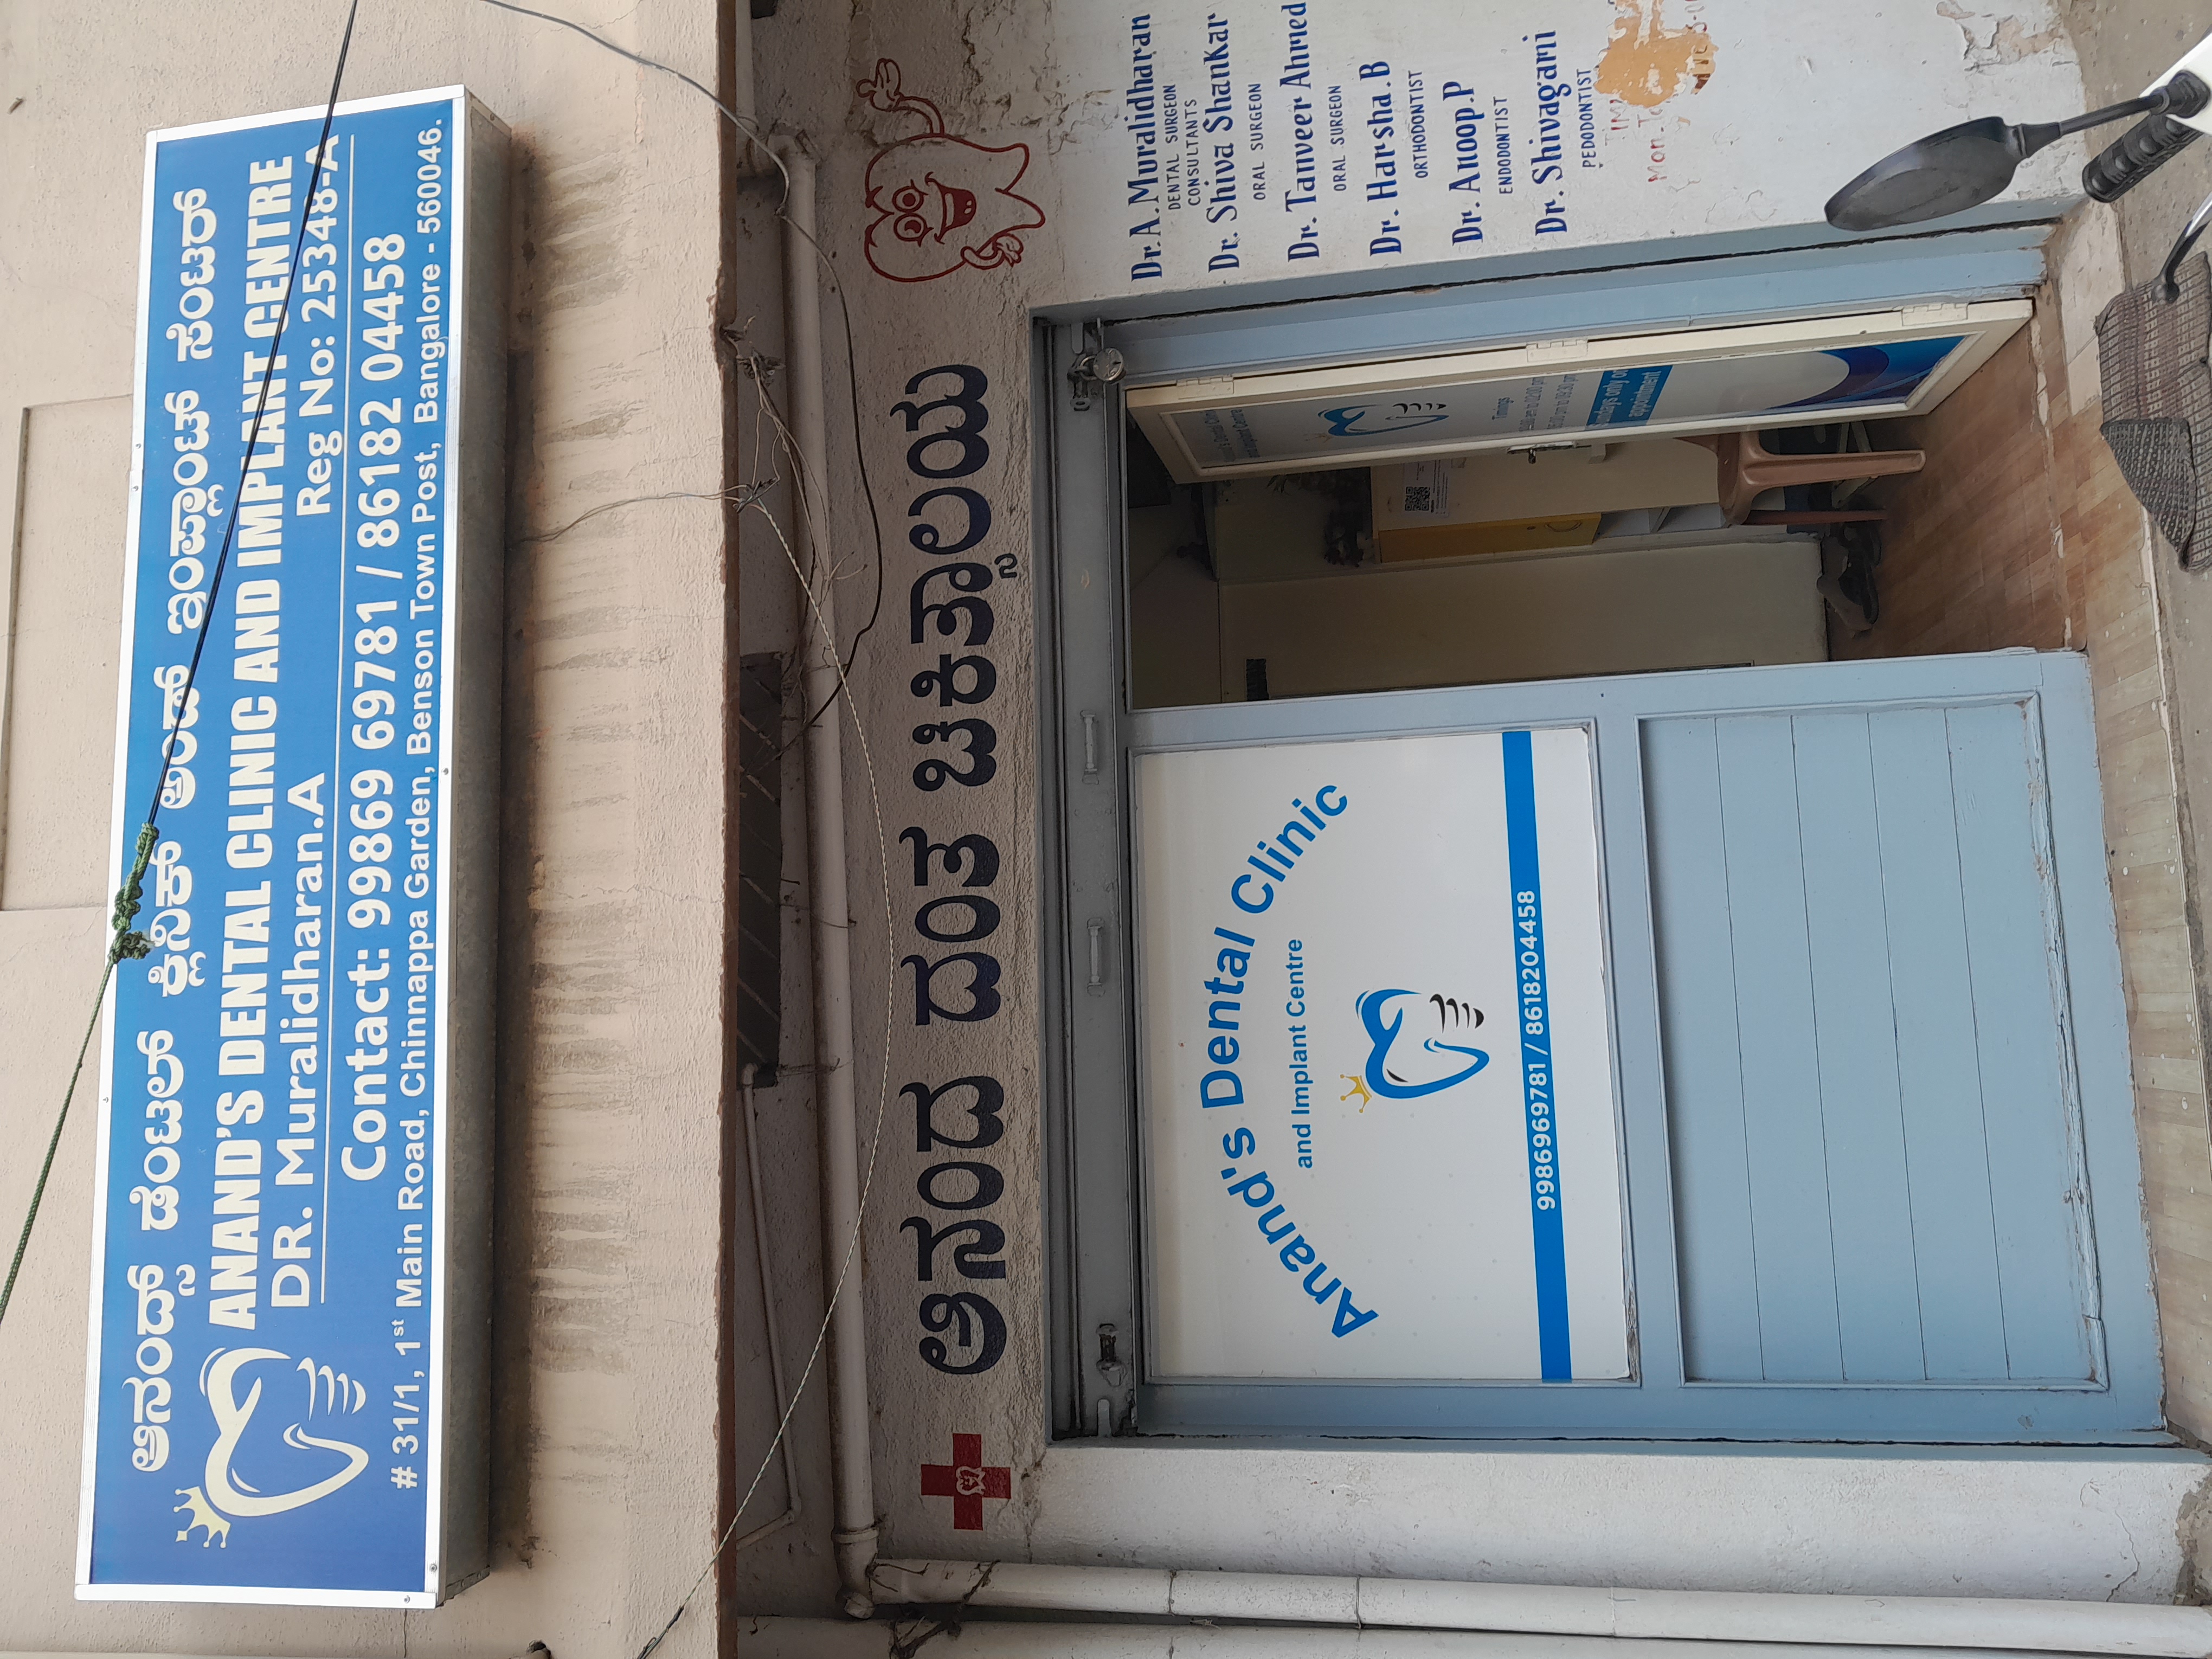 ಆನಂದ್ಸ್ ಡೆಂಟಲ್ ಕ್ಲಿನಿಕ್ ಅಂಡ್ ಇಂಪ್ಲಾಂಟ್ ಸೆಂಟರ್
ANAND'S DENTAL CLINIC AND IMPLANT CENTRE
DR. Muralidharan.A Reg No: 25348-A
Contact: 99869 69781 / 86182 04458
# 31/1, 1st Main Road, Chinnappa Garden, Benson Town Post, Bangalore - 560046.
ಆನಂದ ದಂತ ಚಿಕಿತ್ಸಾಲಯ
Anand's Dental Clinic
and Implant Centre
9986969781 / 8618204458
Timings
appointment
Dr.A.Muralidharan
DENTAL SURGEON
CONSULTANTS
Dr. Shiva Shankar
ORAL SURGEON
Dr. Tanveer Ahmed
ORAL SURGEON
Dr. Harsha.B
ORTHODONTIST
Dr. Anoop.P
ENDODONTIST
Dr. Shivagami
PEDODONTIST